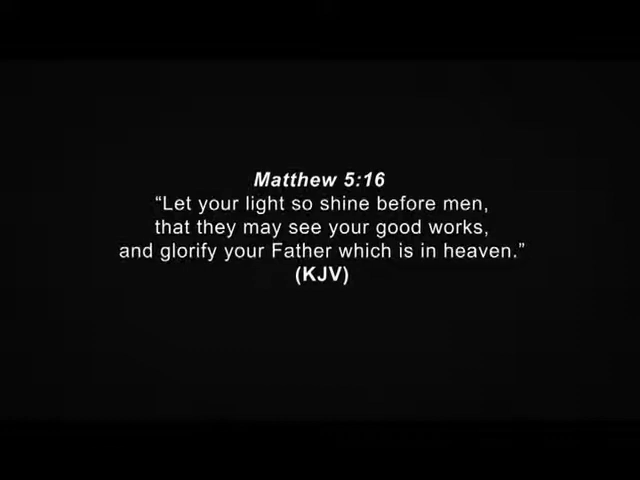 Matthew 5:16
“Let your light so shine before men,
that they may see your good works,
and glorify your Father which is in heaven.”
(KJV)